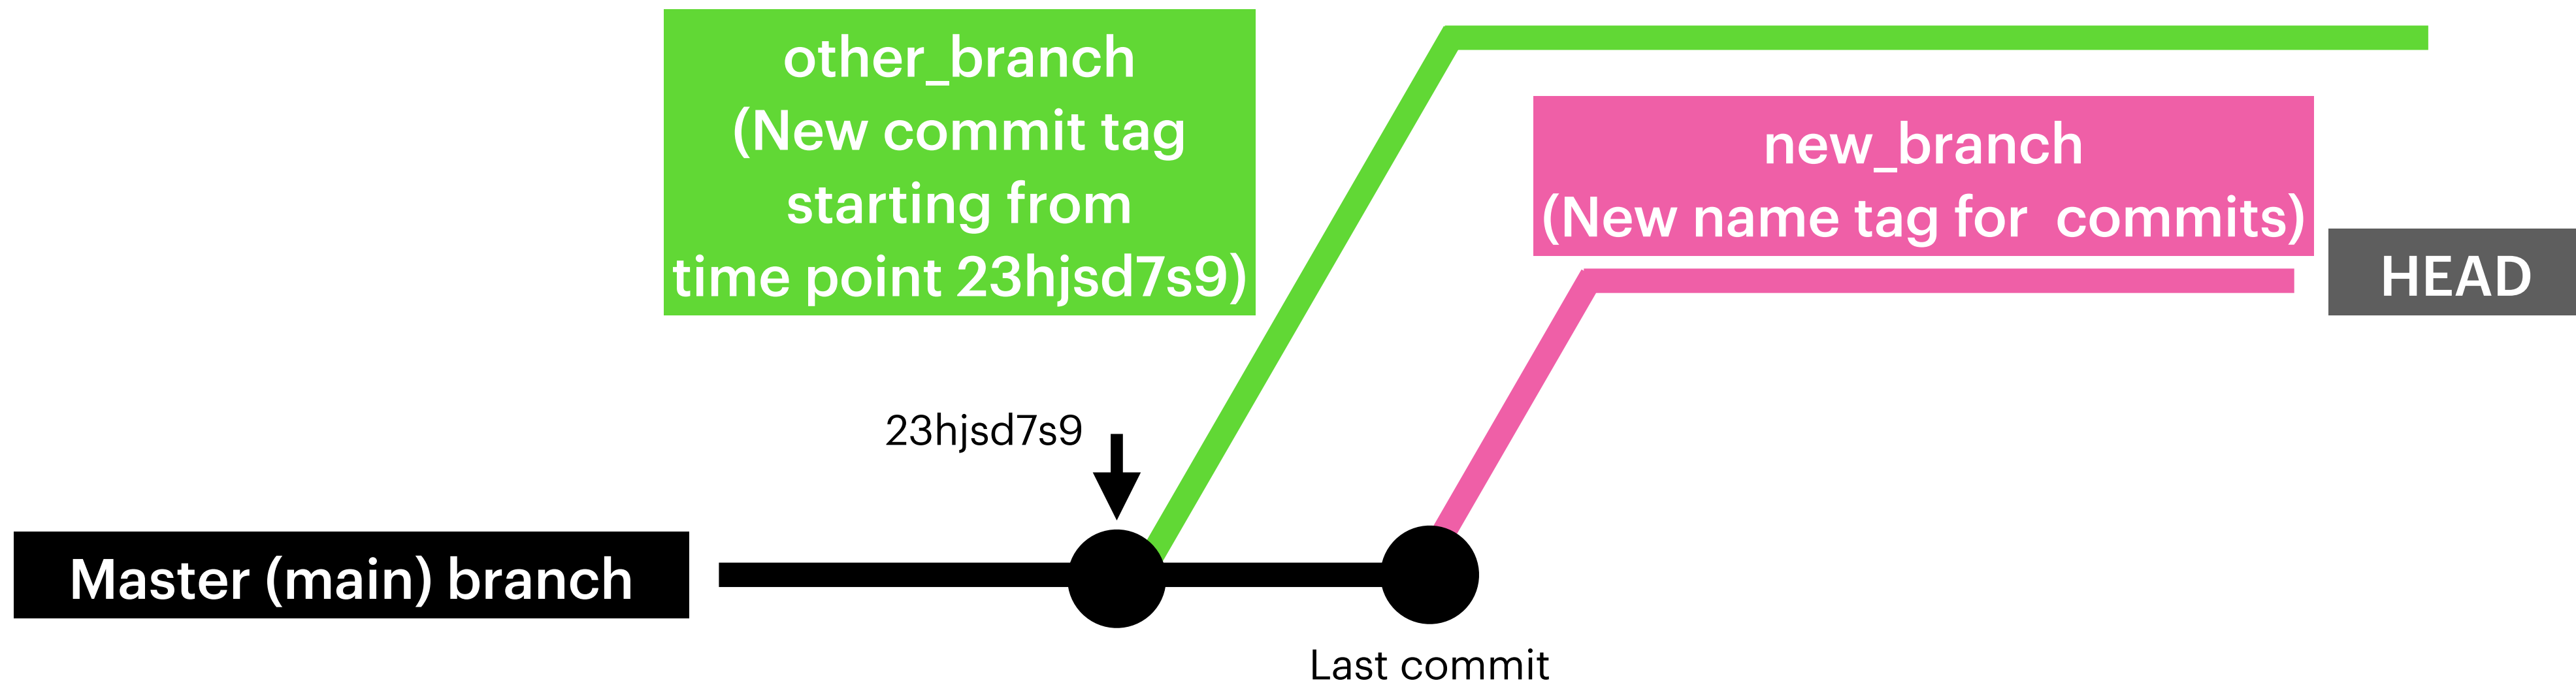 other_branch
(New commit tag
starting from
time point 23hjsd7s9)
new_branch
(New name tag for  commits)
HEAD
23hjsd7s9
Master (main) branch
Last commit